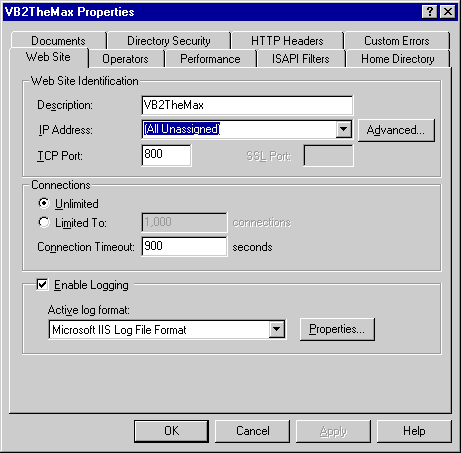 VB2TheMax Properties
Documents Directory Security HTTP Headers Custom Errors
Web Site Operators Performance ISAPI Filters Home Directory
Web Site Identification
Description: VB2TheMax
IP Address: (All Unassigned) Advanced...
TCP Port: 800 SSL Port:
Connections
Unlimited
Limited To: 1,000 connections
Connection Timeout: 900 seconds
Enable Logging
Active log format:
Microsoft IIS Log File Format Properties...
OK Cancel Apply Help